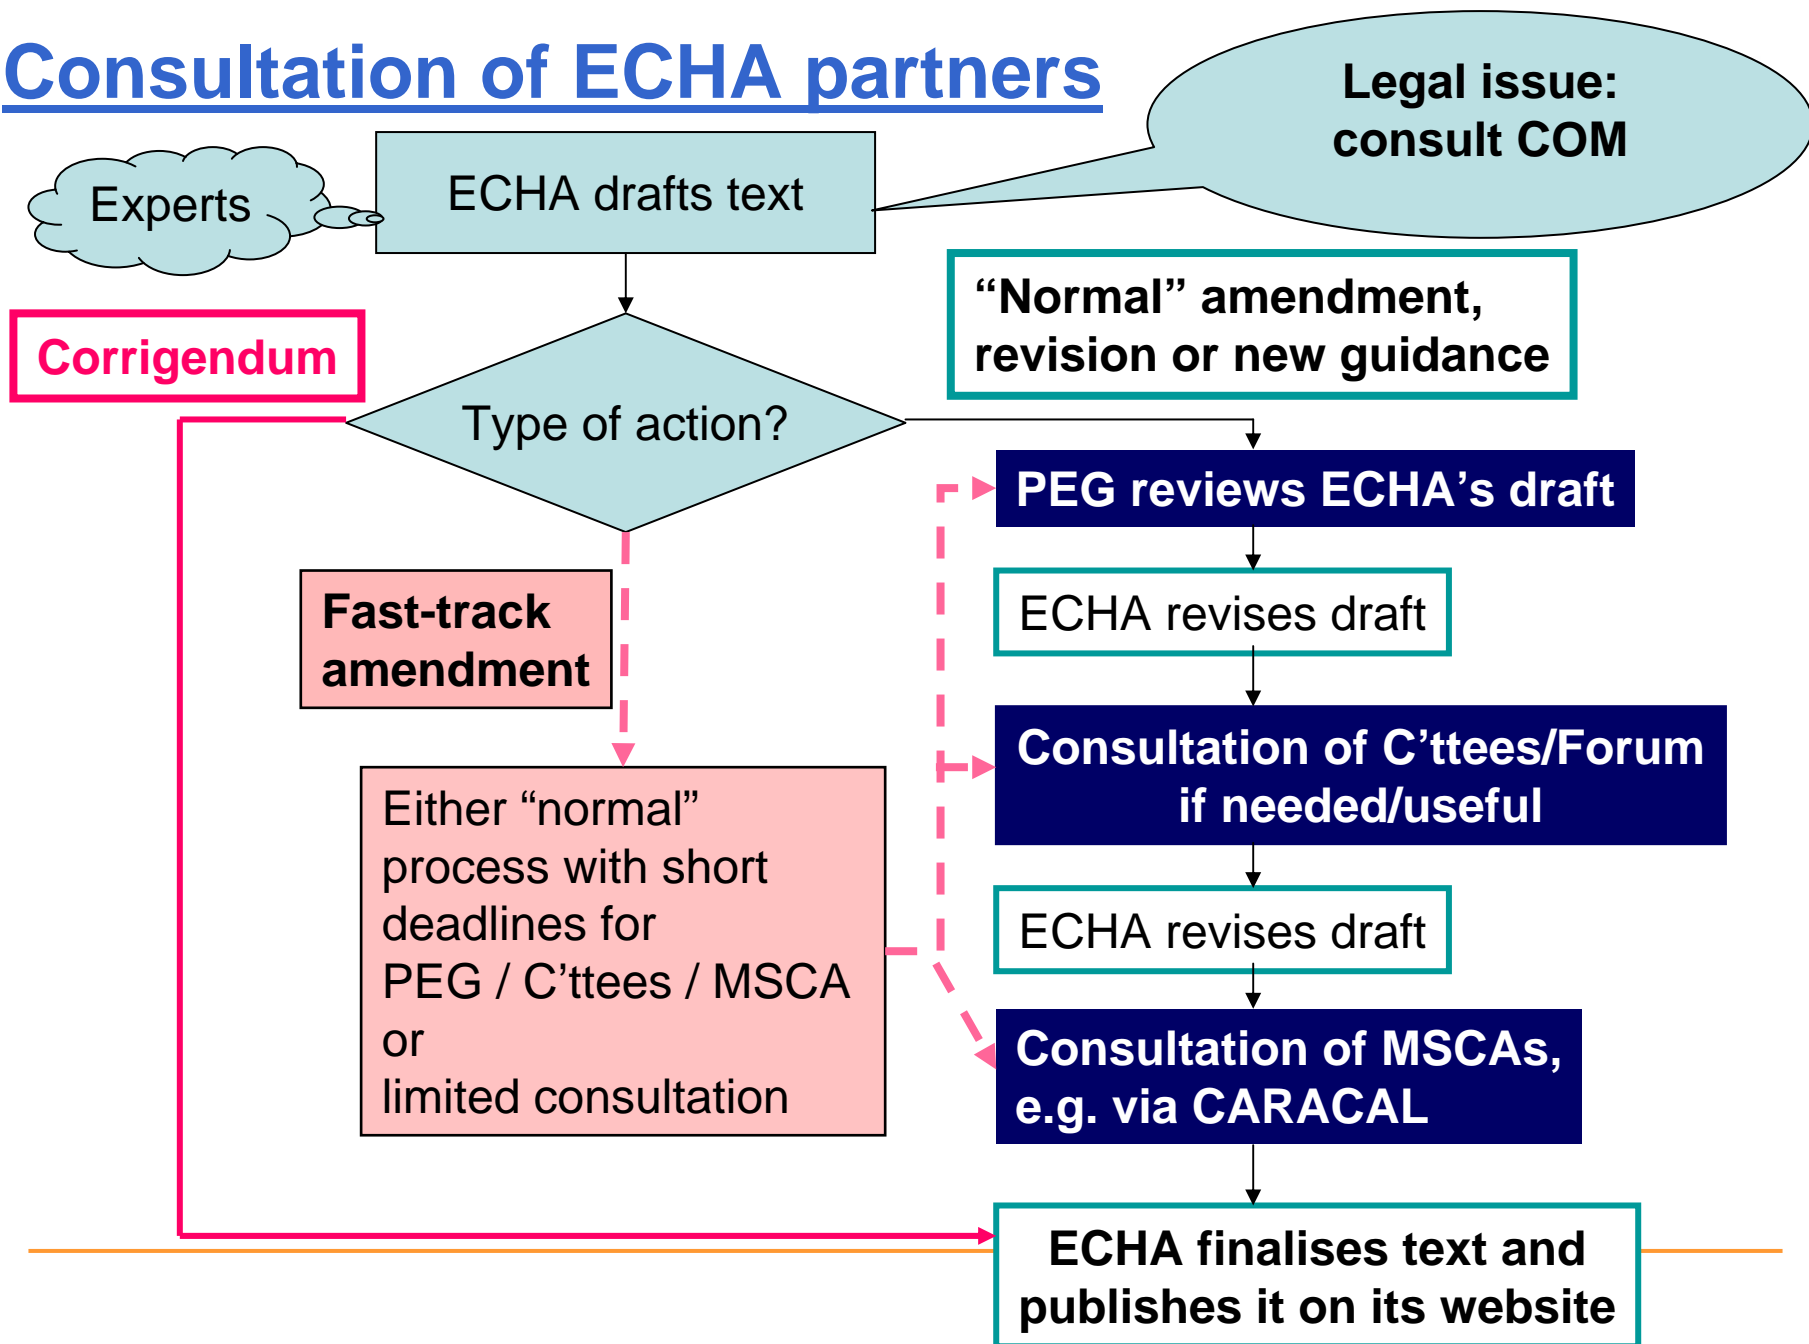 Consultation of ECHA partners
Legal issue:
consult COM
Experts
ECHA drafts text
“Normal” amendment,
revision or new guidance
Corrigendum
Type of action?
PEG reviews ECHA’s draft
Fast-track
amendment
ECHA revises draft
Consultation of C’ttees/Forum
if needed/useful
Either “normal”
process with short
deadlines for
PEG / C’ttees / MSCA
or
limited consultation
ECHA revises draft
Consultation of MSCAs,
e.g. via CARACAL
ECHA finalises text and
publishes it on its website